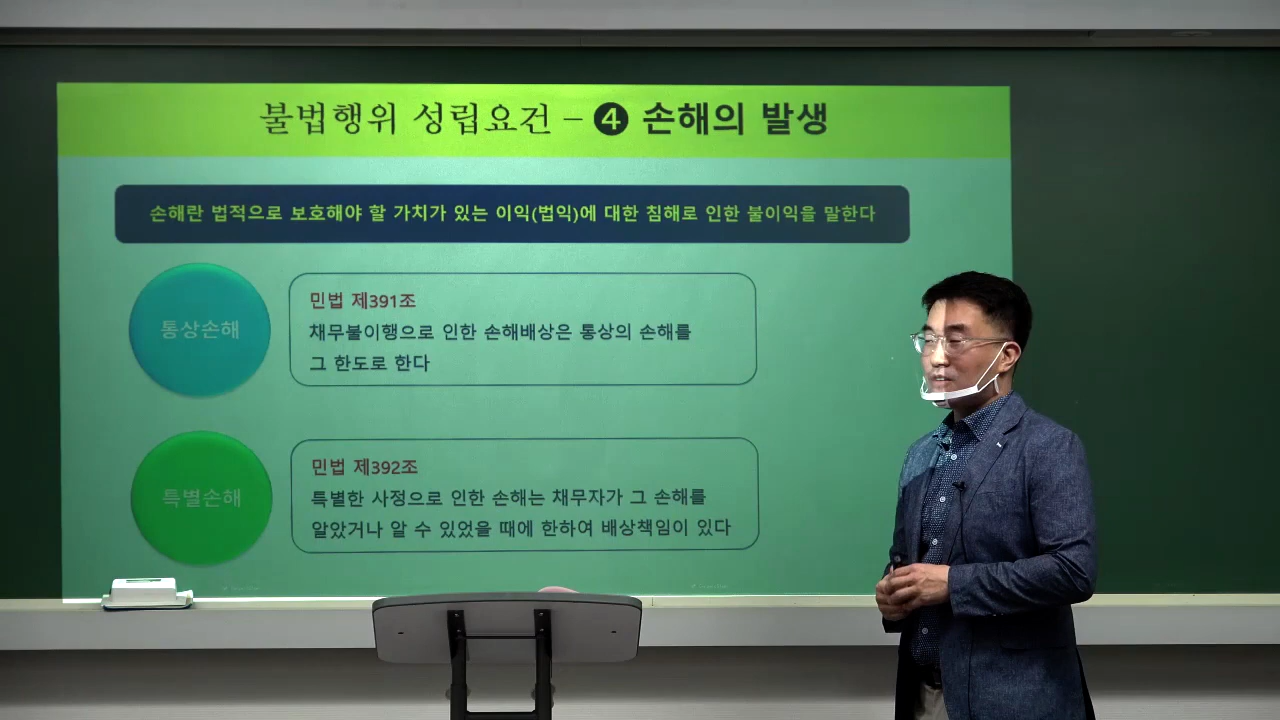 불법행위 성립요건 – ❹ 손해의 발생
손해란 법적으로 보호해야 할 가치가 있는 이익(법익)에 대한 침해로 인한 불이익을 말한다
통상손해
민법 제391조
채무불이행으로 인한 손해배상은 통상의 손해를
그 한도로 한다
특별손해
민법 제392조
특별한 사정으로 인한 손해는 채무자가 그 손해를
알았거나 알 수 있었을 때에 한하여 배상책임이 있다